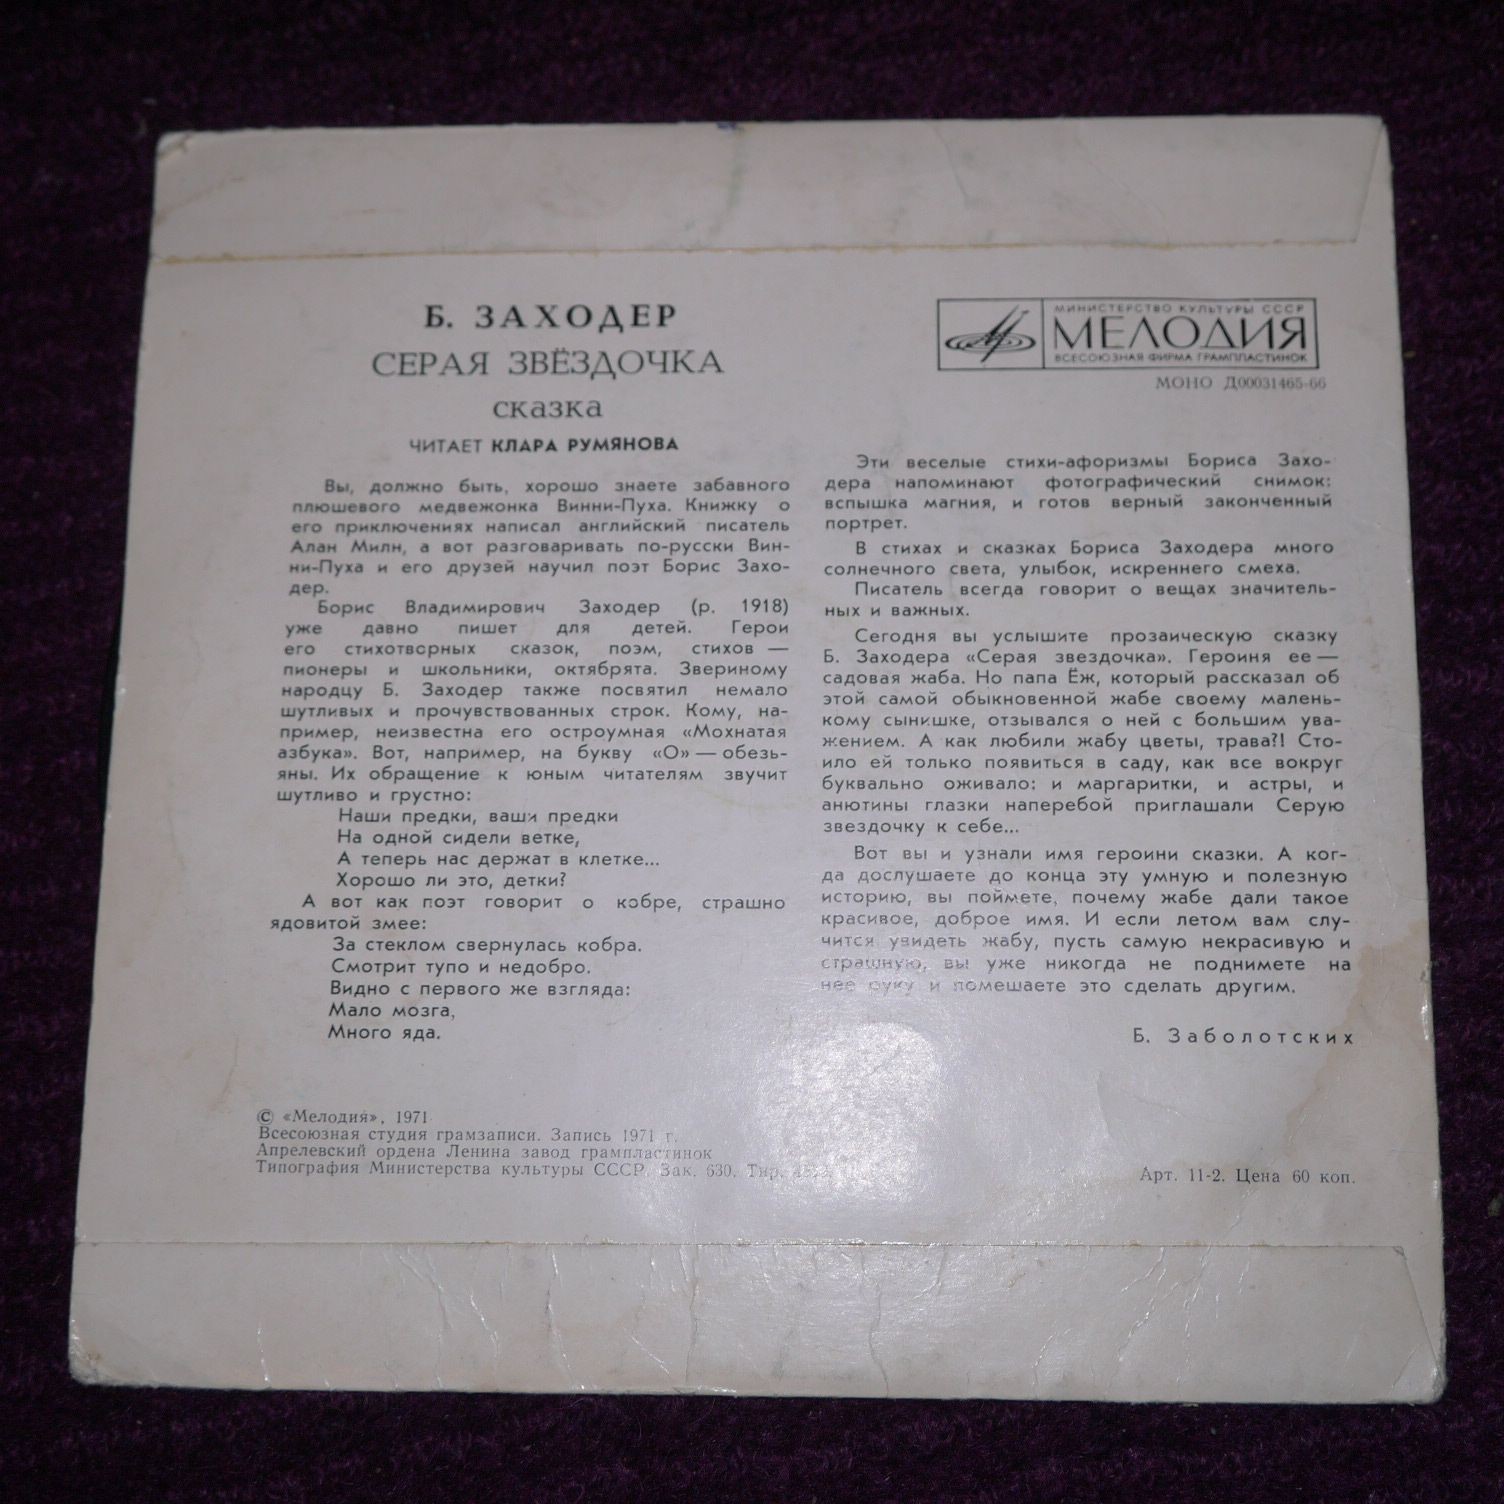 Б. ЗАХОДЕР
СЕРАЯ ЗВЁЗДОЧКА
сказка
ЧИТАЕТ КЛАРА РУМЯНОВА
Вы, должно быть, хорошо знаете забавного
плюшевого медвежонка Винни-Пуха. Книжку о
его приключениях написал английский писатель
Алан Милн, а вот разговаривать по-русски Вин-
ни-Пуха и его друзей научил поэт Борис Захо-
дер.
Борис Владимирович Заходер (р. 1918)
уже давно пишет для детей. Герои
его стихотворных сказок, поэм, стихов —
пионеры и школьники, октябрята. Звериному
народцу Б. Заходер также посвятил немало
шутливых и прочувствованных строк. Кому, на-
пример, неизвестна его остроумная «Мохнатая
азбука». Вот, например, на букву «О» — обезь-
яны. Их обращение к юным читателям звучит
шутливо и грустно:
Наши предки, ваши предки
На одной сидели ветке,
А теперь нас держат в клетке...
Хорошо ли это, детки?
А вот как поэт говорит о кобре, страшно
ядовитой змее:
За стеклом свернулась кобра.
Смотрит тупо и недобро.
Видно с первого же взгляда:
Мало мозга,
Много яда.
МИНИСТЕРСТВО КУЛЬТУРЫ СССР
МЕЛОДИЯ
ВСЕСОЮЗНАЯ ФИРМА ГРАМПЛАСТИНОК
МОНО Д00031465-66
Эти веселые стихи-афоризмы Бориса Захо-
дера напоминают фотографический снимок:
вспышка магния, и готов верный законченный
портрет.
В стихах и сказках Бориса Заходера много
солнечного света, улыбок, искреннего смеха.
Писатель всегда говорит о вещах значитель-
ных и важных.
Сегодня вы услышите прозаическую сказку
Б. Заходера «Серая звездочка». Героиня ее —
садовая жаба. Но папа Ёж, который рассказал об
этой самой обыкновенной жабе своему малень-
кому сынишке, отзывался о ней с большим ува-
жением. А как любили жабу цветы, трава?! Сто-
ило ей только появиться в саду, как все вокруг
буквально оживало: и маргаритки, и астры, и
анютины глазки наперебой приглашали Серую
звездочку к себе...
Вот вы и узнали имя героини сказки. А ког-
да дослушаете до конца эту умную и полезную
историю, вы поймете, почему жабе дали такое
красивое, доброе имя. И если летом вам слу-
чится увидеть жабу, пусть самую некрасивую и
страшную, вы уже никогда не поднимете на
нее руку и помешаете это сделать другим.
Б. Заболотских
© «Мелодия», 1971
Всесоюзная студия грамзаписи. Запись 1971 г.
Апрелевский ордена Ленина завод грампластинок
Типография Министерства культуры СССР. Зак. 630. Тир.
Арт. 11-2. Цена 60 коп.